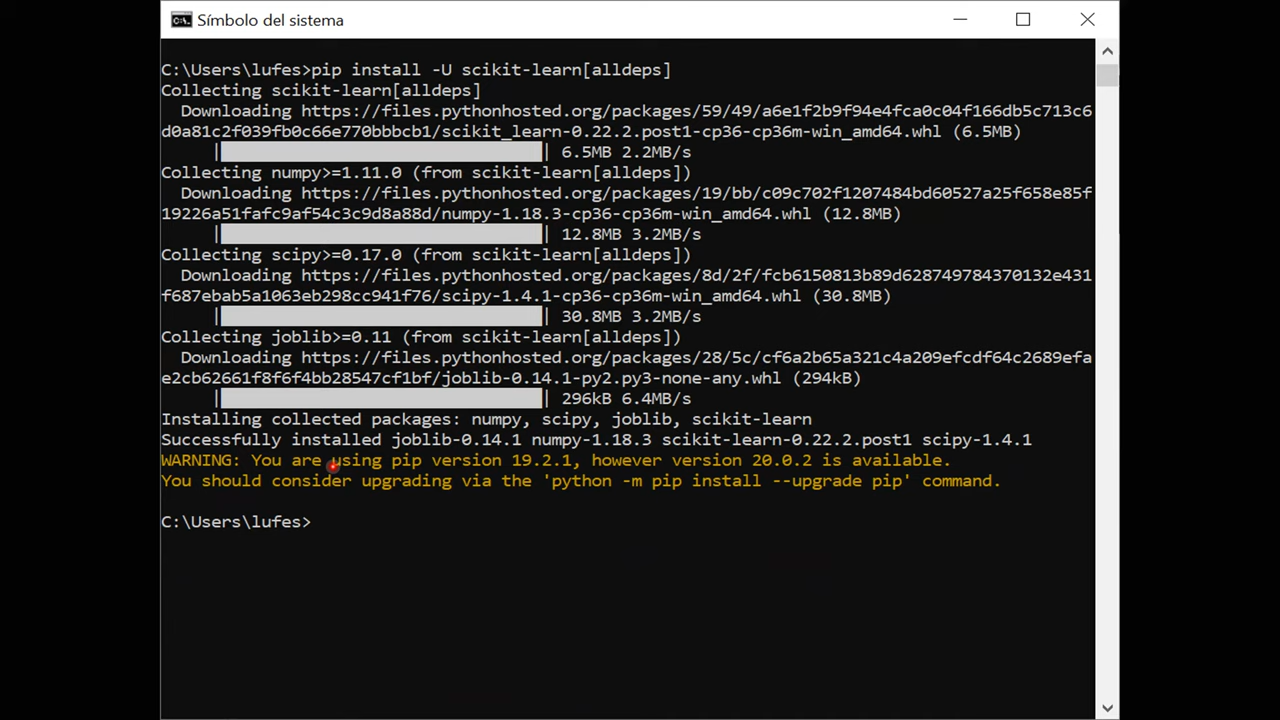 Símbolo del sistema
C:\Users\lufes>pip install -U scikit-learn[alldeps]
Collecting scikit-learn[alldeps]
Downloading https://files.pythonhosted.org/packages/59/49/a6e1f2b9f94e4fca0c04f166db5c713c6
d0a81c2f039fb0c66e770bbbcb1/scikit_learn-0.22.2.post1-cp36-cp36m-win_amd64.whl (6.5MB)
|████████████████████████████████| 6.5MB 2.2MB/s
Collecting numpy>=1.11.0 (from scikit-learn[alldeps])
Downloading https://files.pythonhosted.org/packages/19/bb/c09c702f1207484bd60527a25f658e85f
19226a51fafc9af54c3c9d8a88d/numpy-1.18.3-cp36-cp36m-win_amd64.whl (12.8MB)
|████████████████████████████████| 12.8MB 3.2MB/s
Collecting scipy>=0.17.0 (from scikit-learn[alldeps])
Downloading https://files.pythonhosted.org/packages/8d/2f/fcb6150813b89d628749784370132e431
f687ebab5a1063eb298cc941f76/scipy-1.4.1-cp36-cp36m-win_amd64.whl (30.8MB)
|████████████████████████████████| 30.8MB 3.2MB/s
Collecting joblib>=0.11 (from scikit-learn[alldeps])
Downloading https://files.pythonhosted.org/packages/28/5c/cf6a2b65a321c4a209efcdf64c2689efa
e2cb62661f8f6f4bb28547cf1bf/joblib-0.14.1-py2.py3-none-any.whl (294kB)
|████████████████████████████████| 296kB 6.4MB/s
Installing collected packages: numpy, scipy, joblib, scikit-learn
Successfully installed joblib-0.14.1 numpy-1.18.3 scikit-learn-0.22.2.post1 scipy-1.4.1
WARNING: You are using pip version 19.2.1, however version 20.0.2 is available.
You should consider upgrading via the 'python -m pip install --upgrade pip' command.
C:\Users\lufes>